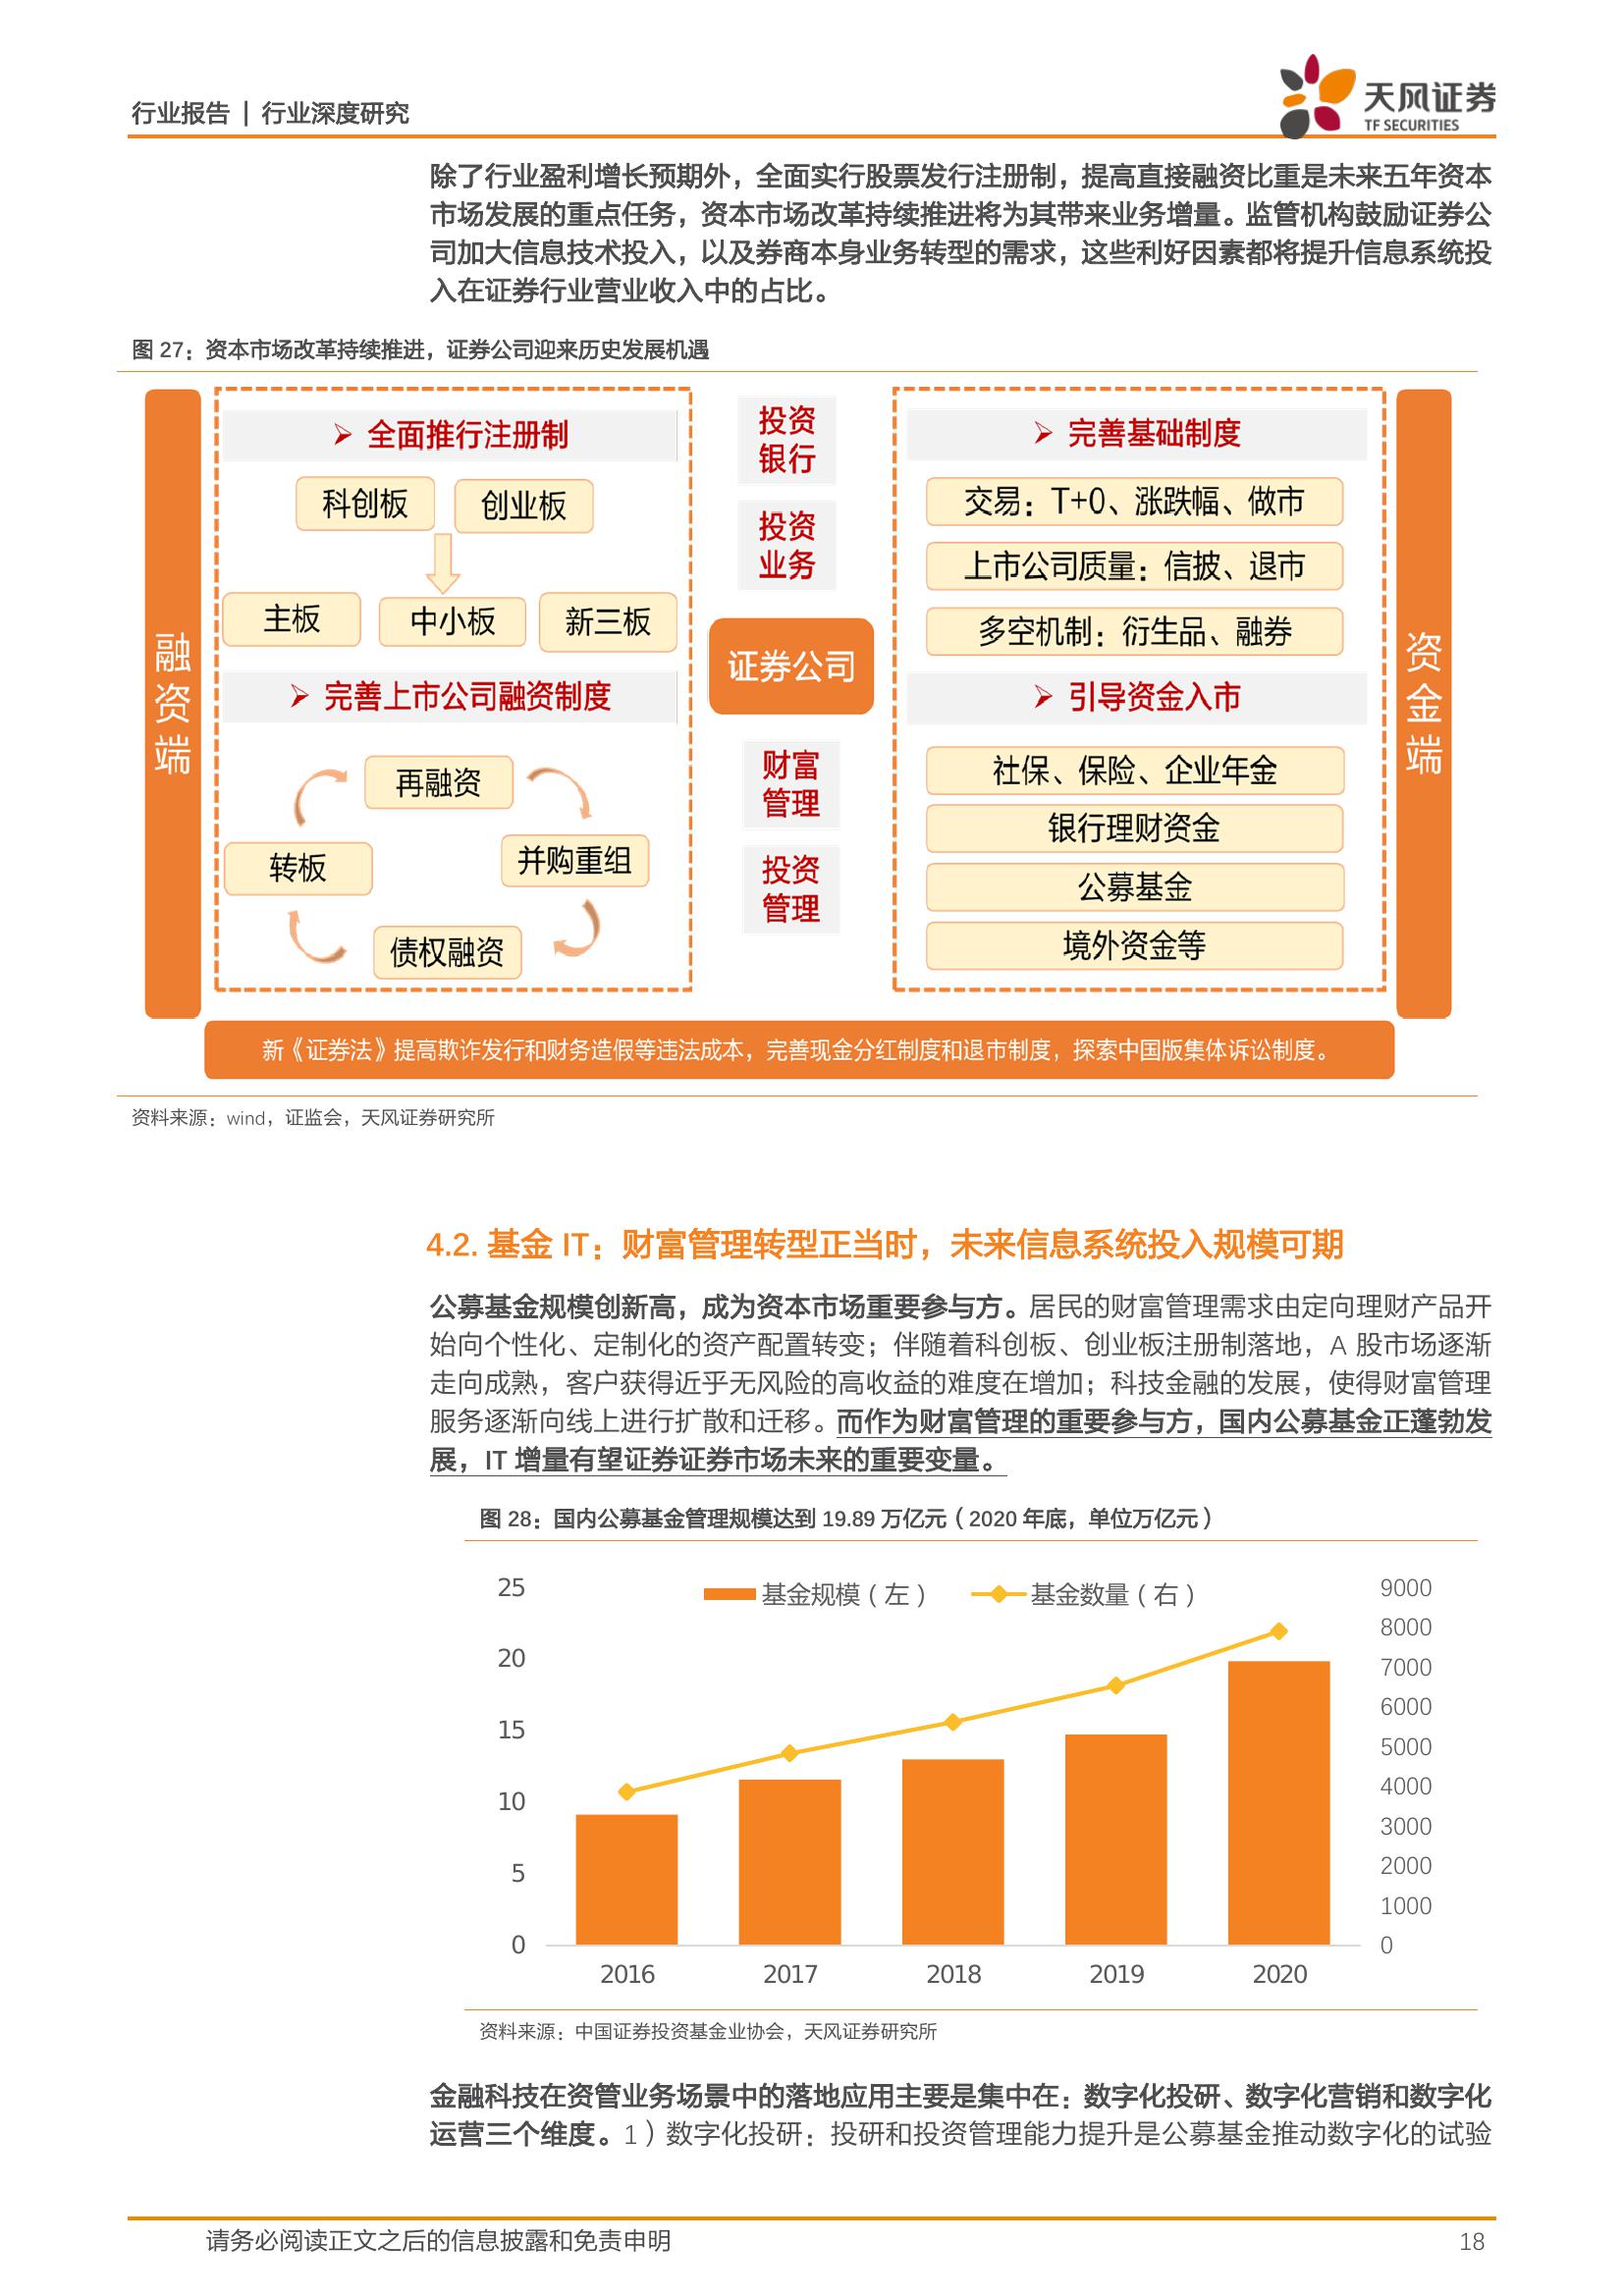 行业报告 | 行业深度研究
天风证券
TF SECURITIES
除了行业盈利增长预期外，全面实行股票发行注册制，提高直接融资比重是未来五年资本
市场发展的重点任务，资本市场改革持续推进将为其带来业务增量。监管机构鼓励证券公
司加大信息技术投入，以及券商本身业务转型的需求，这些利好因素都将提升信息系统投
入在证券行业营业收入中的占比。
图 27：资本市场改革持续推进，证券公司迎来历史发展机遇
融资端
➢ 全面推行注册制
科创板 创业板
主板 中小板 新三板
➢ 完善上市公司融资制度
再融资
转板 并购重组
债权融资
投资
银行
投资
业务
证券公司
财富
管理
投资
管理
➢ 完善基础制度
交易：T+0、涨跌幅、做市
上市公司质量：信披、退市
多空机制：衍生品、融券
➢ 引导资金入市
社保、保险、企业年金
银行理财资金
公募基金
境外资金等
资金端
新《证券法》提高欺诈发行和财务造假等违法成本，完善现金分红制度和退市制度，探索中国版集体诉讼制度。
资料来源：wind，证监会，天风证券研究所
4.2. 基金 IT：财富管理转型正当时，未来信息系统投入规模可期
公募基金规模创新高，成为资本市场重要参与方。居民的财富管理需求由定向理财产品开
始向个性化、定制化的资产配置转变；伴随着科创板、创业板注册制落地，A 股市场逐渐
走向成熟，客户获得近乎无风险的高收益的难度在增加；科技金融的发展，使得财富管理
服务逐渐向线上进行扩散和迁移。而作为财富管理的重要参与方，国内公募基金正蓬勃发
展，IT 增量有望证券证券市场未来的重要变量。
图 28：国内公募基金管理规模达到 19.89 万亿元（2020 年底，单位万亿元）
基金规模（左） 基金数量（右）
25
20
15
10
5
0
9000
8000
7000
6000
5000
4000
3000
2000
1000
0
2016 2017 2018 2019 2020
资料来源：中国证券投资基金业协会，天风证券研究所
金融科技在资管业务场景中的落地应用主要是集中在：数字化投研、数字化营销和数字化
运营三个维度。1）数字化投研：投研和投资管理能力提升是公募基金推动数字化的试验
请务必阅读正文之后的信息披露和免责申明
18